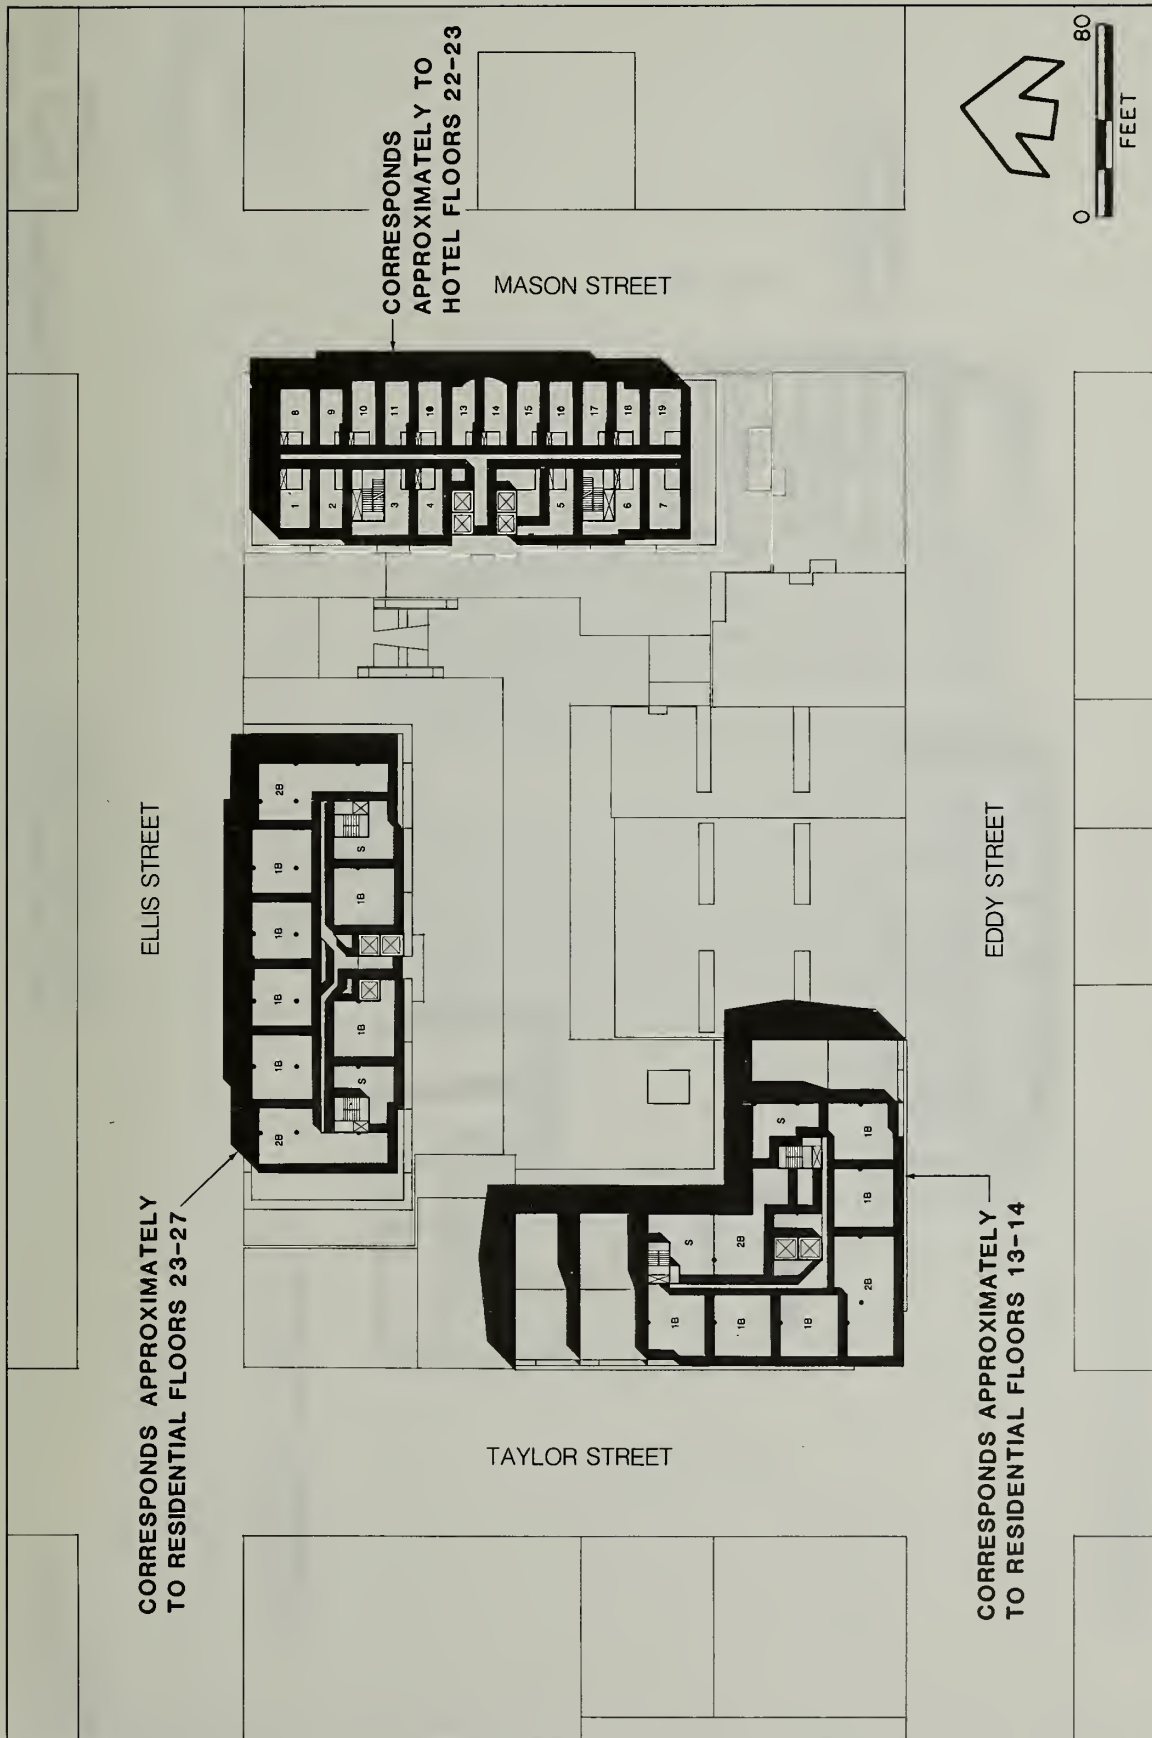 CORRESPONDS APPROXIMATELY
TO RESIDENTIAL FLOORS 23-27
ELLIS STREET
CORRESPONDS
APPROXIMATELY TO
HOTEL FLOORS 22-23
MASON STREET
TAYLOR STREET
EDDY STREET
CORRESPONDS APPROXIMATELY
TO RESIDENTIAL FLOORS 13-14
2B
1B
1B
1B
1B
2B
S
1B
1B
S
1
2
3
4
5
6
7
8
9
10
11
13
14
15
16
17
18
19
S
2B
S
1B
1B
1B
2B
1B
1B
0
80
FEET